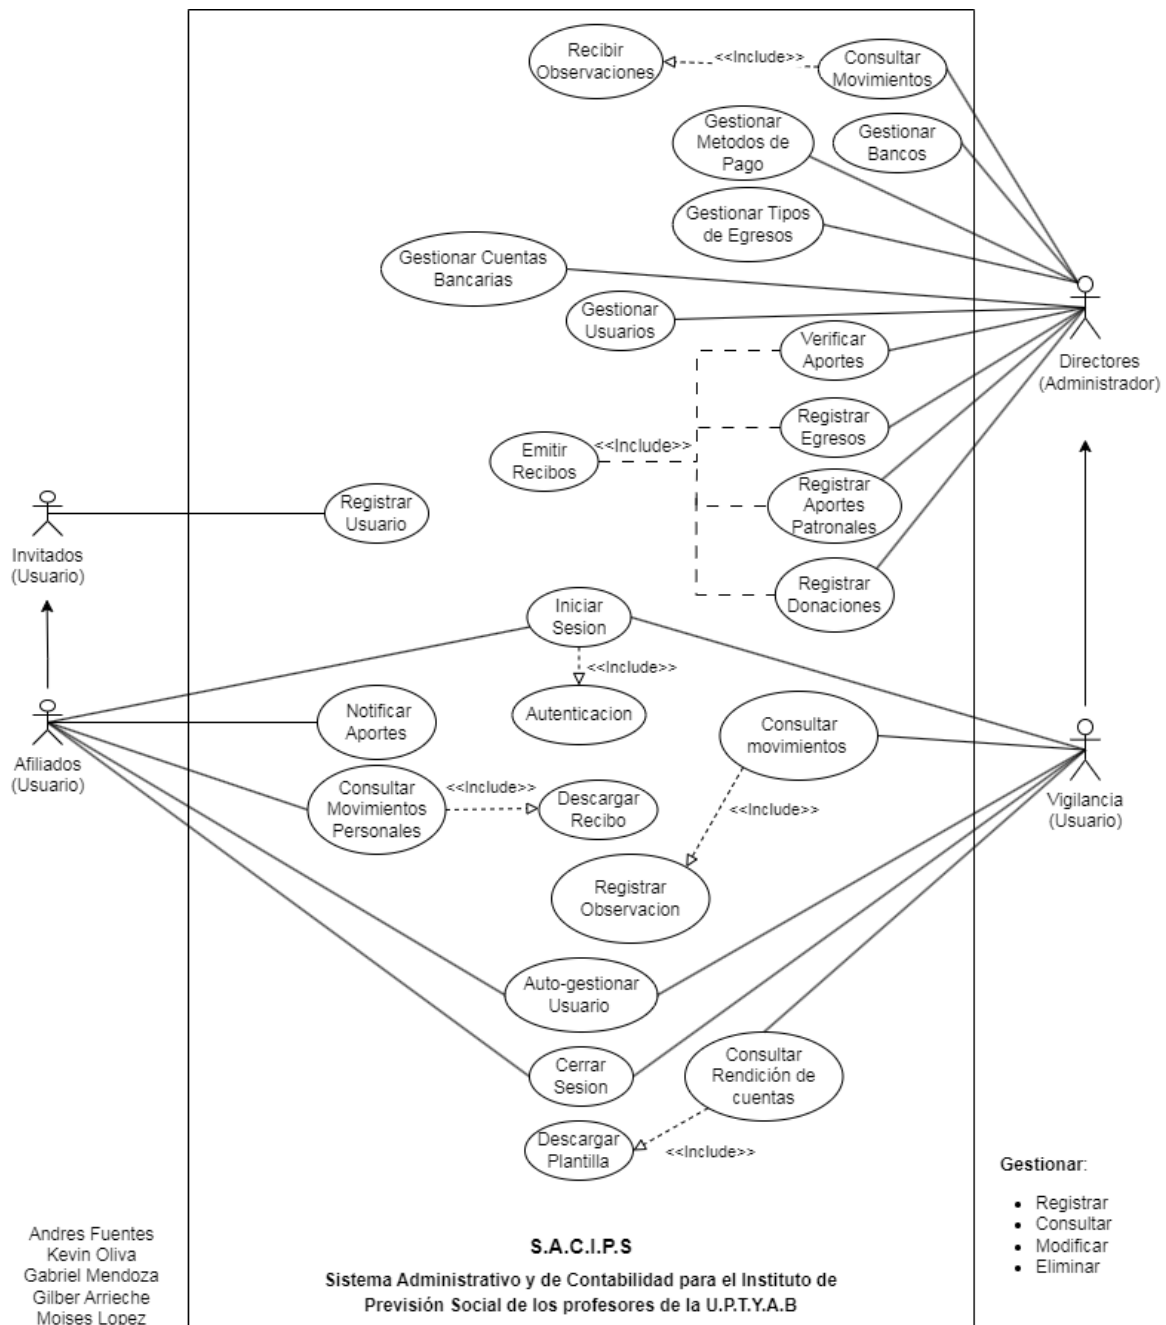 Recibir
Observaciones
<<Include>>
Consultar
Movimientos
Gestionar
Metodos de
Pago
Gestionar
Bancos
Gestionar Tipos
de Egresos
Gestionar Cuentas
Bancarias
Gestionar
Usuarios
Verificar
Aportes
Directores
(Administrador)
Registrar
Egresos
Emitir
Recibos
<<Include>>
Registrar
Aportes
Patronales
Registrar
Usuario
Invitados
(Usuario)
Registrar
Donaciones
Iniciar
Sesion
<<Include>>
Autenticacion
Notificar
Aportes
Consultar
movimientos
Afiliados
(Usuario)
Consultar
Movimientos
Personales
<<Include>>
Descargar
Recibo
<<Include>>
Vigilancia
(Usuario)
Registrar
Observacion
Auto-gestionar
Usuario
Cerrar
Sesion
Consultar
Rendición de
cuentas
Descargar
Plantilla
<<Include>>
Gestionar:
• Registrar
• Consultar
• Modificar
• Eliminar
Andres Fuentes
Kevin Oliva
Gabriel Mendoza
Gilber Arrieche
Moises Lopez
S.A.C.I.P.S
Sistema Administrativo y de Contabilidad para el Instituto de
Previsión Social de los profesores de la U.P.T.Y.A.B